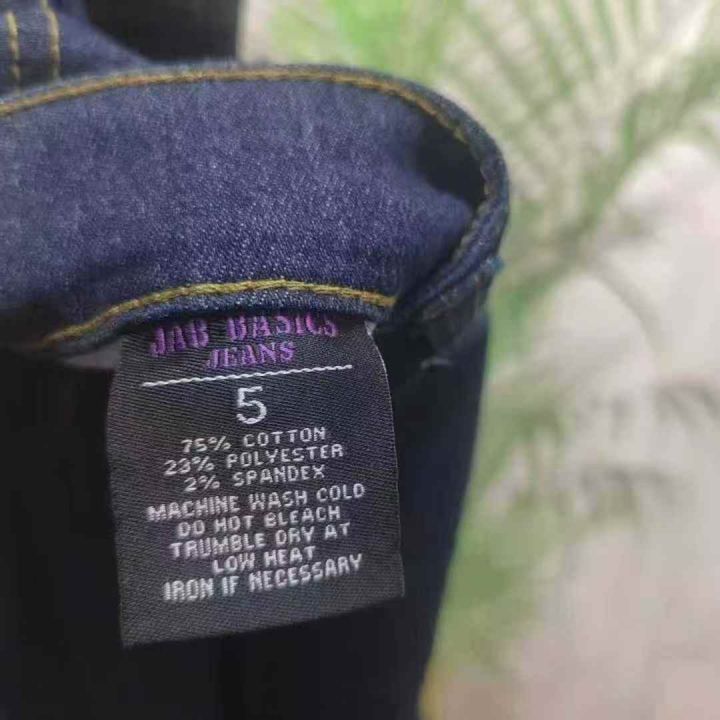 JAB BASICS
JEANS
5
75% COTTON
23% POLYESTER
2% SPANDEX
MACHINE WASH COLD
DO HOT BLEACH
TRUMBLE DRY AT
LOW HEAT
IRON IF NECESSARY